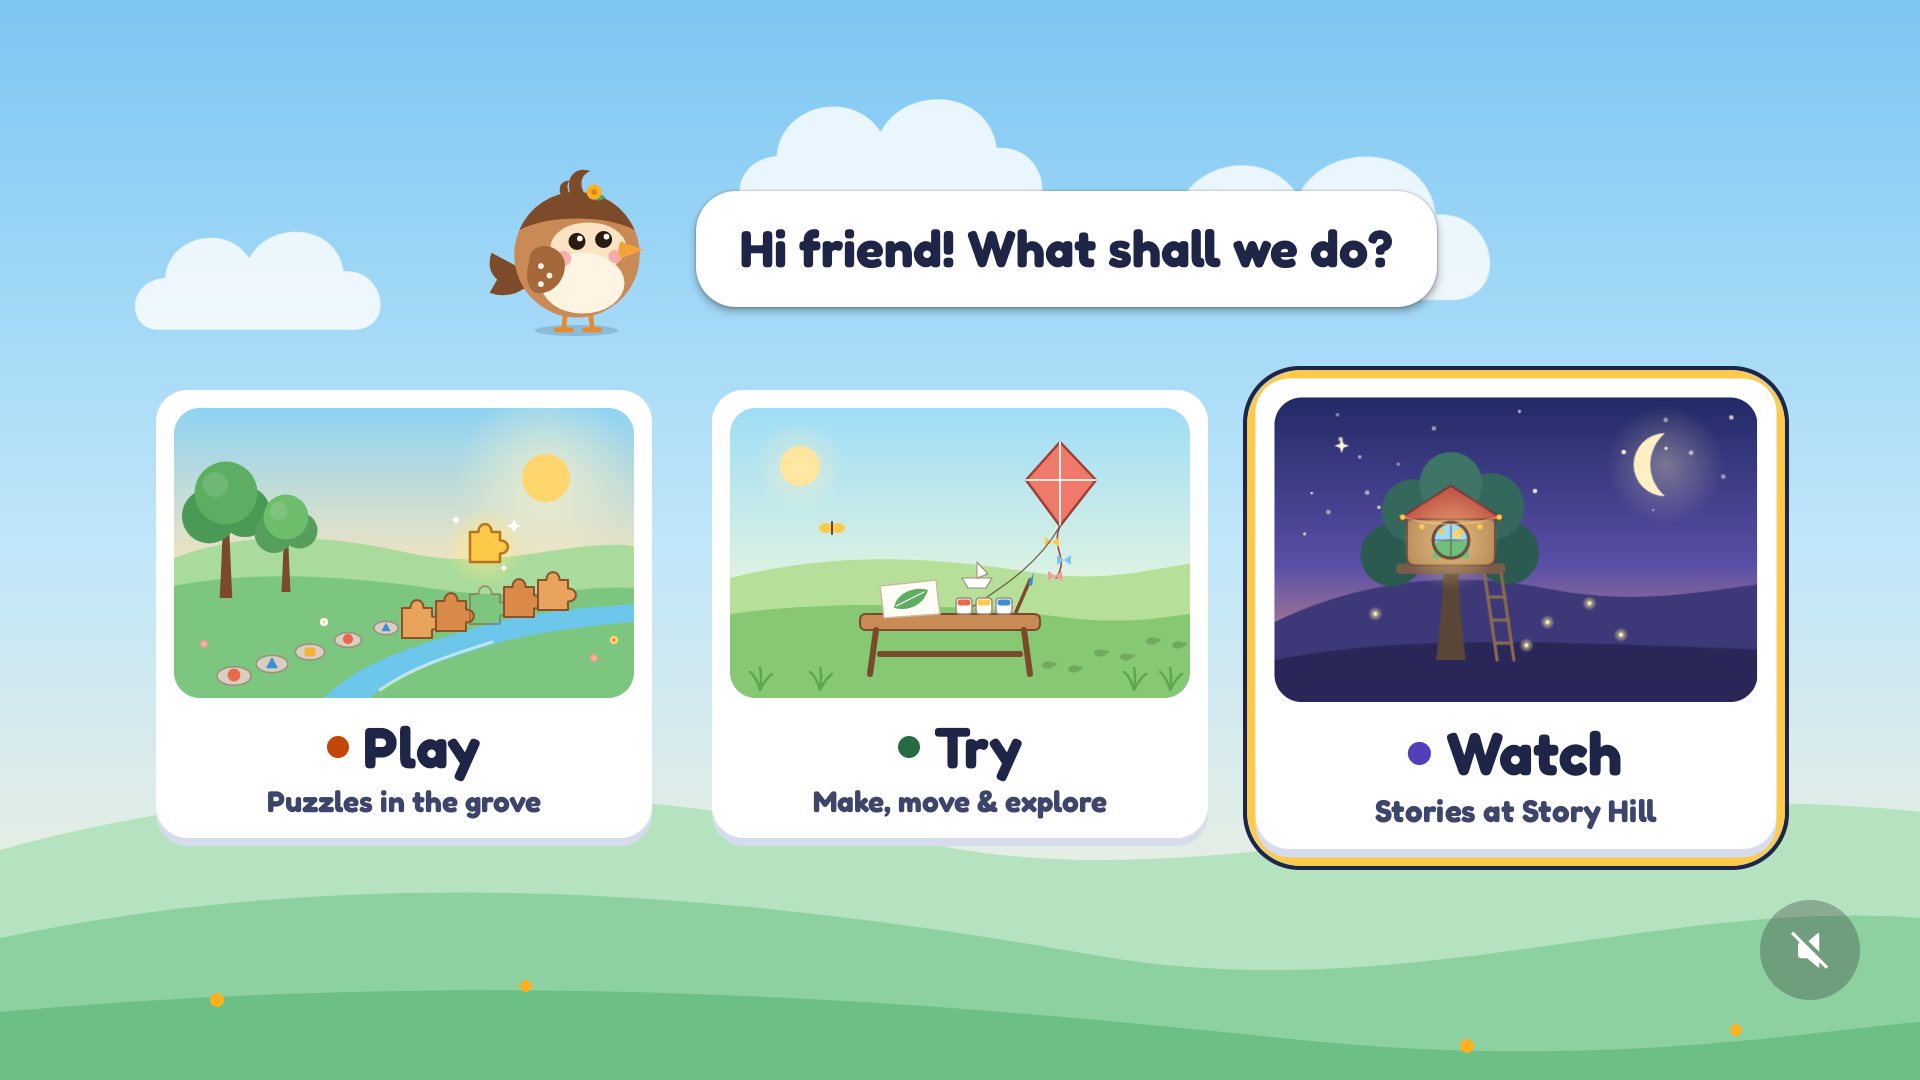 Hi friend! What shall we do?
Play
Puzzles in the grove
Try
Make, move & explore
Watch
Stories at Story Hill